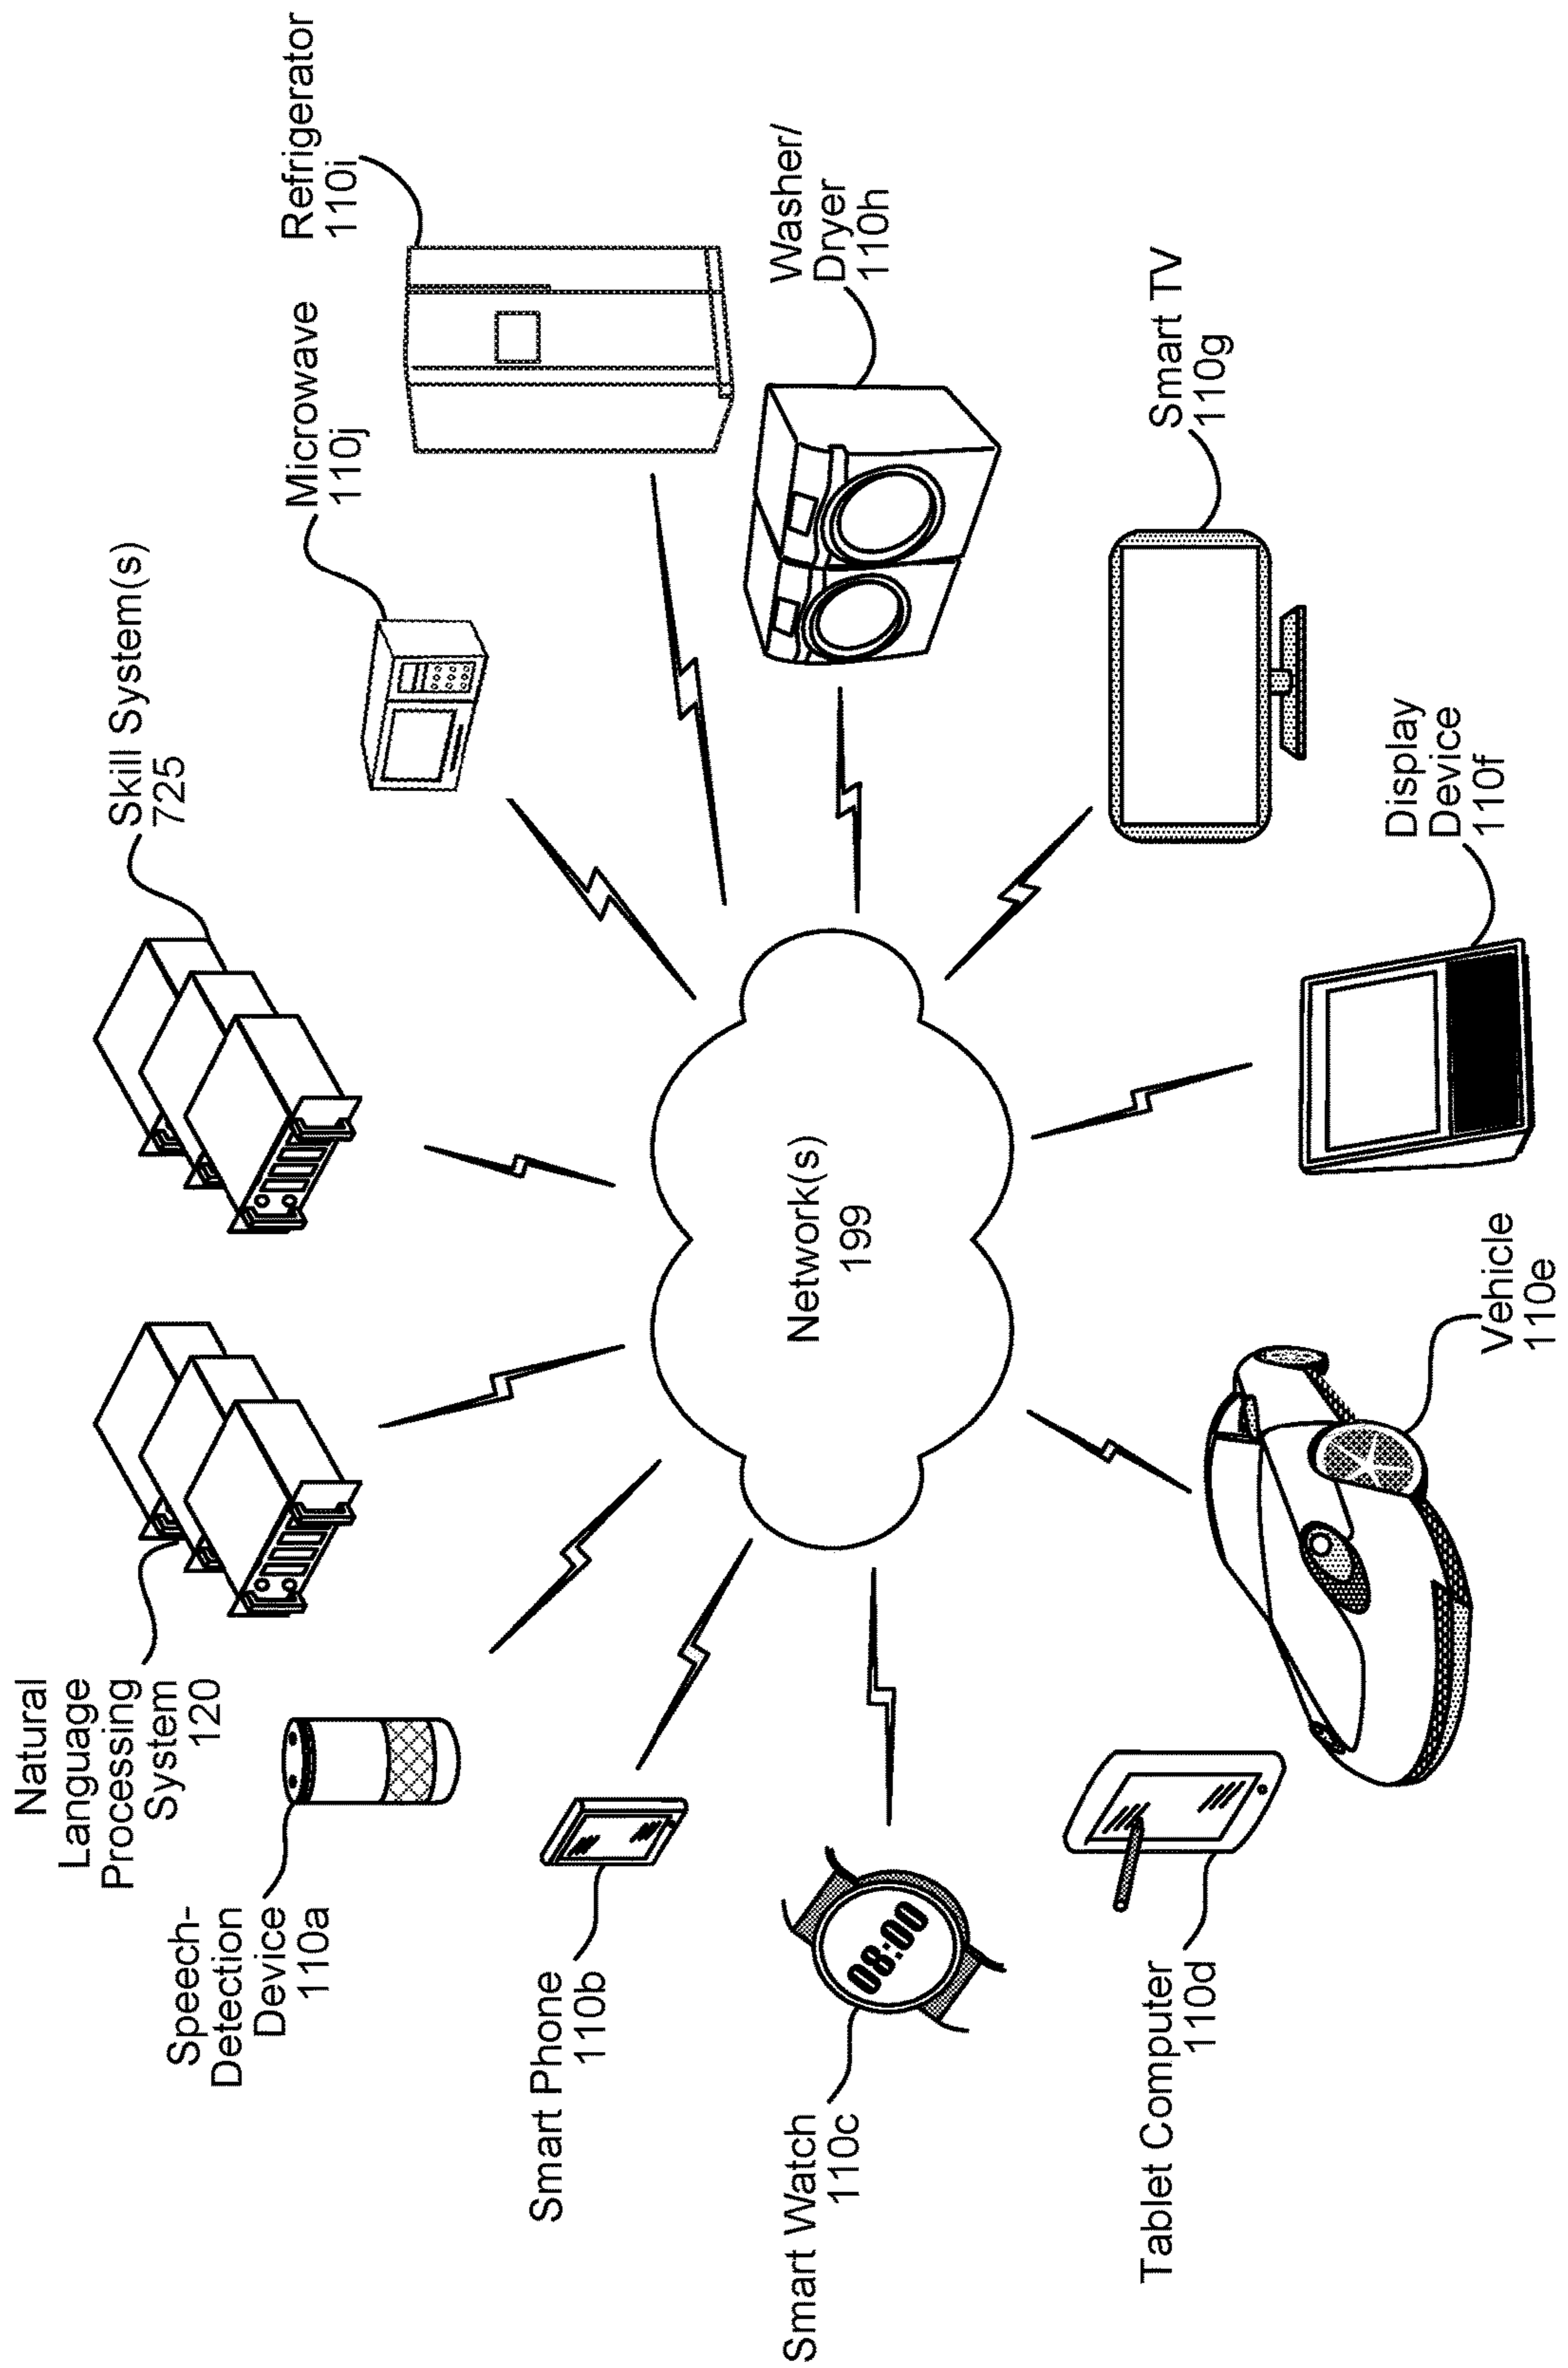 Natural
Language
Processing
System
120
Skill System(s)
725
Microwave
110j
Refrigerator
110i
Speech-
Detection
Device
110a
Smart Phone
110b
Washer/
Dryer
110h
Network(s)
199
Smart Watch
110c
08:00
Smart TV
110g
Tablet Computer
110d
Display
Device
110f
Vehicle
110e